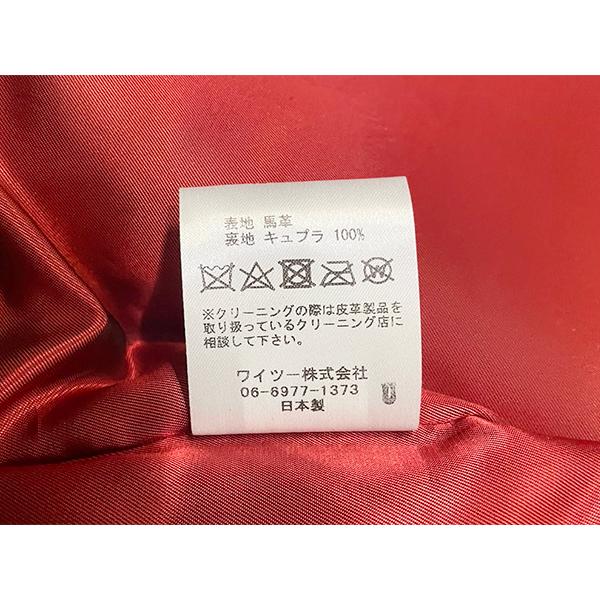 表地 馬革
裏地 キュプラ 100%
※クリーニングの際は皮革製品を
取り扱っているクリーニング店に
相談して下さい。
ワイツー株式会社
06-6977-1373
日本製